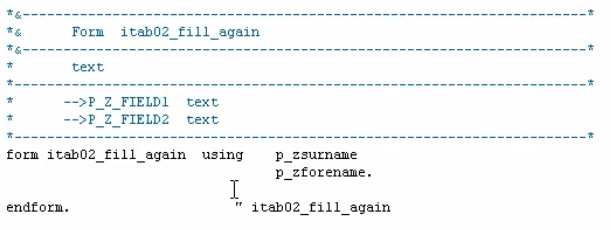 *&---------------------------------------------------------------------*
*&      Form  itab02_fill_again
*&---------------------------------------------------------------------*
*       text
*----------------------------------------------------------------------*
*      -->P_Z_FIELD1  text
*      -->P_Z_FIELD2  text
*----------------------------------------------------------------------*
form itab02_fill_again  using    p_zsurname
                                 p_zforename.
endform.                    " itab02_fill_again